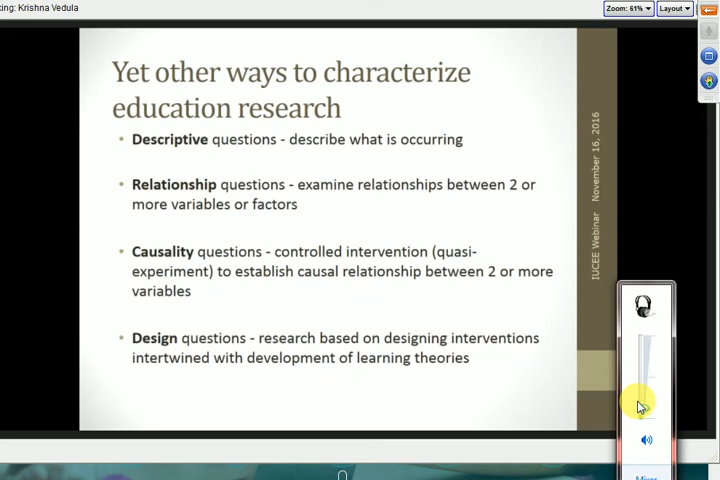 king: Krishna Vedula
Zoom: 61%
Layout
Yet other ways to characterize
education research
• Descriptive questions - describe what is occurring
• Relationship questions - examine relationships between 2 or
more variables or factors
• Causality questions - controlled intervention (quasi-
experiment) to establish causal relationship between 2 or more
variables
• Design questions - research based on designing interventions
intertwined with development of learning theories
IUCEE Webinar November 16, 2016
Mixer